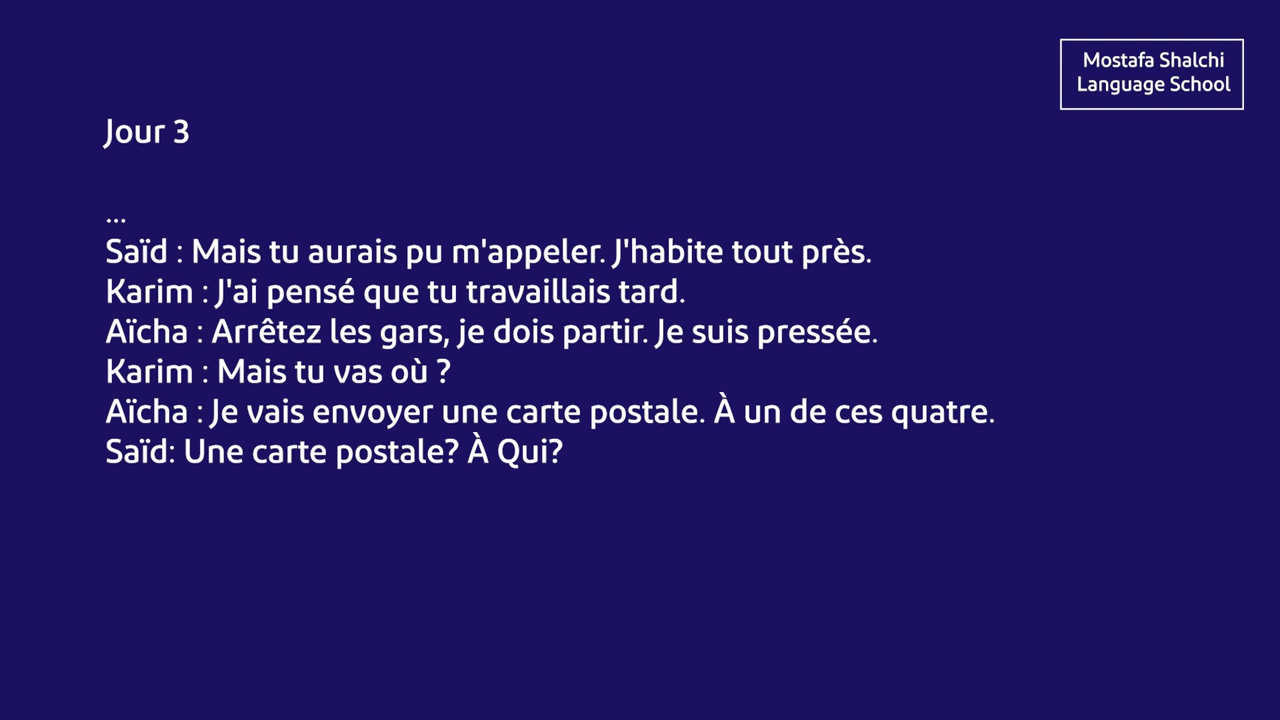 Mostafa Shalchi
Language School
Jour 3
...
Saïd : Mais tu aurais pu m'appeler. J'habite tout près.
Karim : J'ai pensé que tu travaillais tard.
Aïcha : Arrêtez les gars, je dois partir. Je suis pressée.
Karim : Mais tu vas où ?
Aïcha : Je vais envoyer une carte postale. À un de ces quatre.
Saïd: Une carte postale? À Qui?